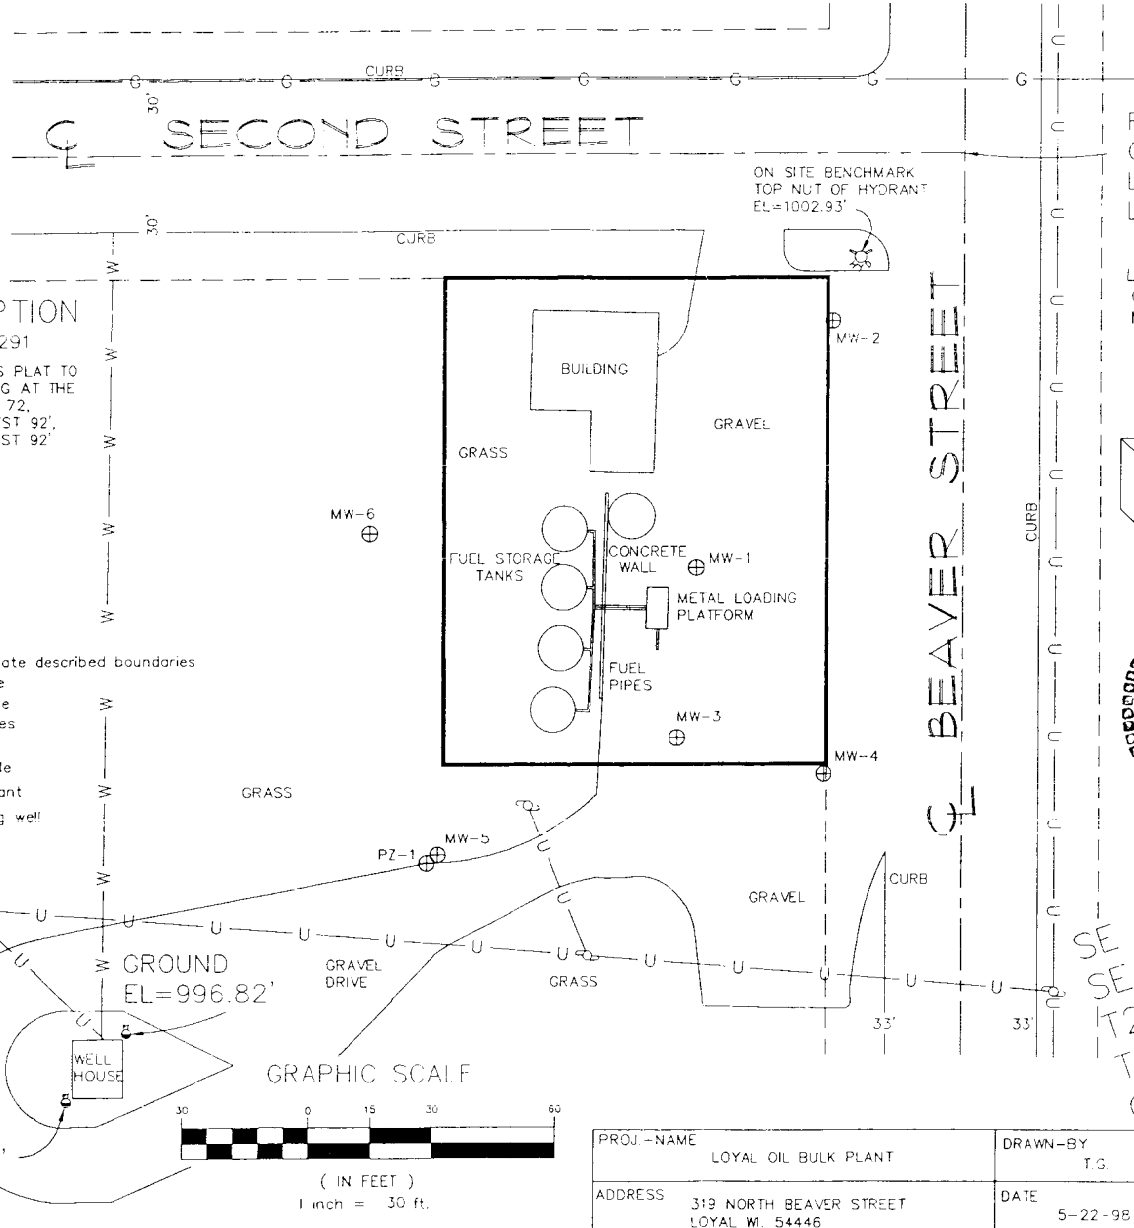 CURB
G G G G G G G
30'
C L SECOND STREET
ON SITE BENCHMARK
TOP NUT OF HYDRANT
EL=1002.93'
30'
CURB
PTION
291
S PLAT TO
G AT THE
72,
ST 92',
ST 92'
MW-2
BUILDING
GRAVEL
GRASS
MW-6
FUEL STORAGE
TANKS
CONCRETE
WALL
MW-1
METAL LOADING
PLATFORM
FUEL
PIPES
MW-3
MW-4
C L BEAVER STREET
CURB
ate described boundaries
e
e
es
le
ant
g well
GRASS
MW-5
PZ-1
GRAVEL
CURB
W W W W W W W W W
U U U U U U U U U U U U
GROUND
EL=996.82'
GRAVEL
DRIVE
GRASS
33'
33'
SE
SE
T2
WELL
HOUSE
GRAPHIC SCALE
30 0 15 30 60
( IN FEET )
1 inch = 30 ft.
PROJ.-NAME
LOYAL OIL BULK PLANT
DRAWN-BY
T.G.
ADDRESS
319 NORTH BEAVER STREET
LOYAL WI. 54446
DATE
5-22-98